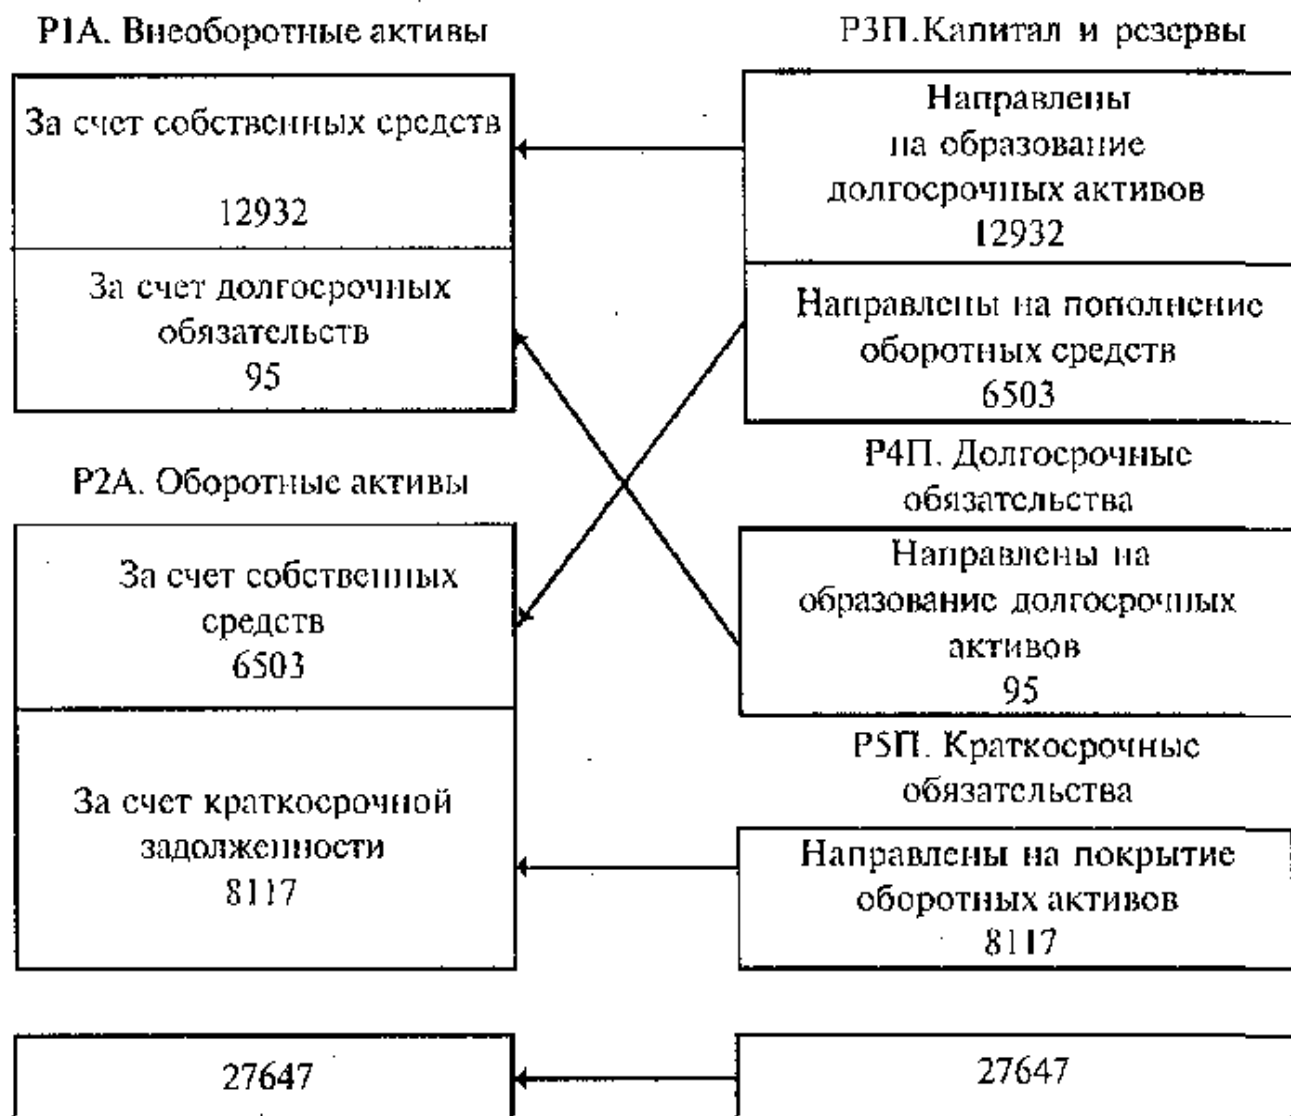 Р1А. Внеоборотные активы
За счет собственных средств
12932
За счет долгосрочных
обязательств
95
Р2А. Оборотные активы
За счет собственных
средств
6503
За счет краткосрочной
задолженности
8117
27647
Р3П.Капитал и резервы
Направлены
на образование
долгосрочных активов
12932
Направлены на пополнение
оборотных средств
6503
Р4П. Долгосрочные
обязательства
Направлены на
образование долгосрочных
активов
95
Р5П. Краткосрочные
обязательства
Направлены на покрытие
оборотных активов
8117
27647